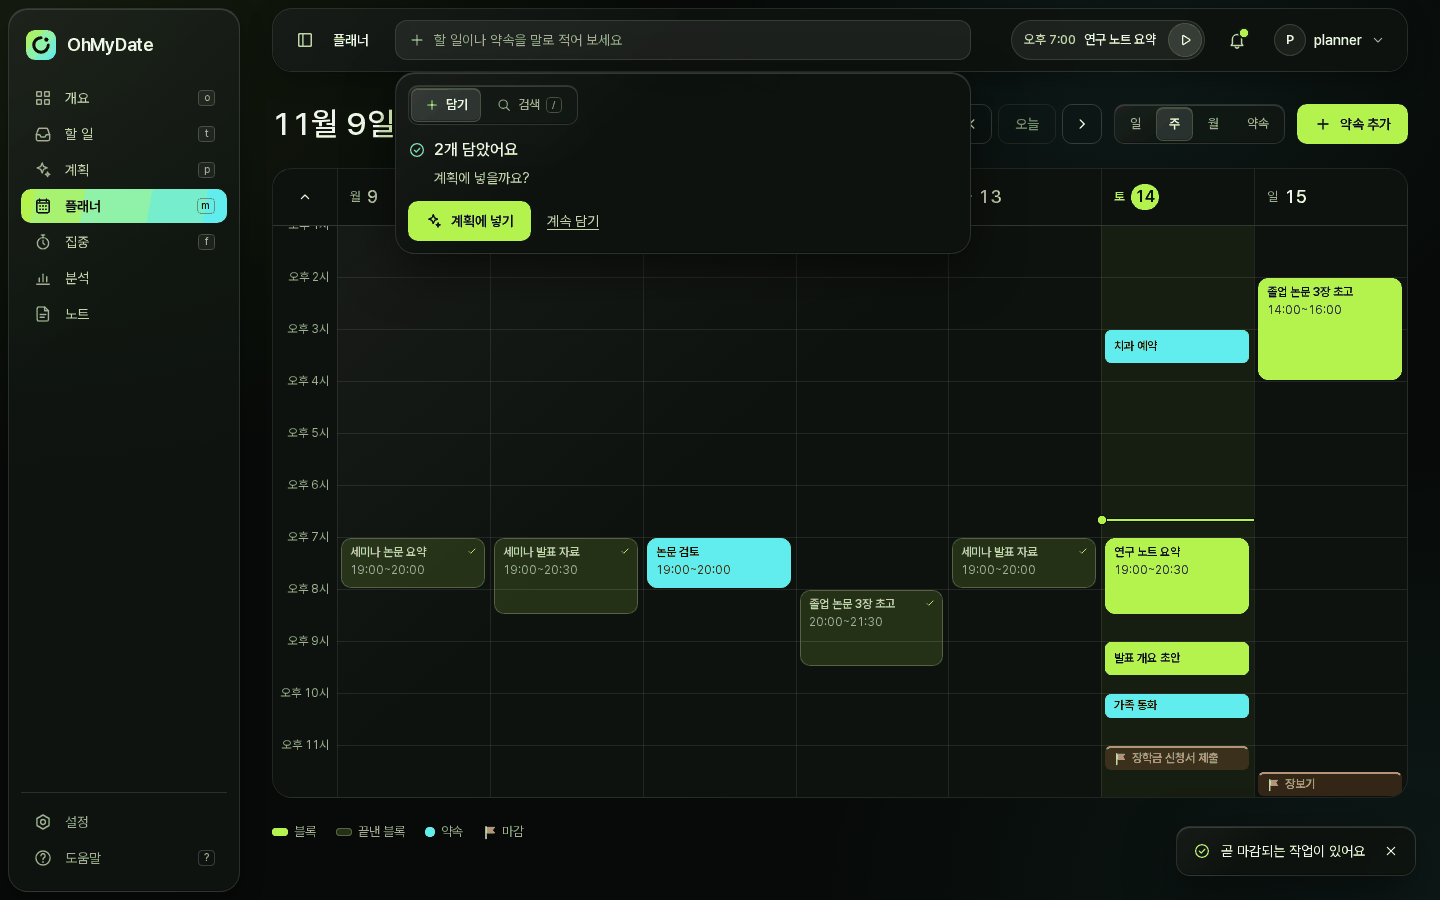 OhMyDate
개요 o
할 일 t
계획 p
플래너 m
집중 f
분석
노트
설정
도움말 ?
플래너
할 일이나 약속을 말로 적어 보세요
오후 7:00 연구 노트 요약
P planner
담기
검색 /
2개 담았어요
계획에 넣을까요?
계획에 넣기
계속 담기
11월 9일
오늘
일 주 월 약속
약속 추가
월 9
13
토 14
일 15
오후 2시
오후 3시
오후 4시
오후 5시
오후 6시
오후 7시
오후 8시
오후 9시
오후 10시
오후 11시
세미나 논문 요약
19:00~20:00
세미나 발표 자료
19:00~20:30
논문 검토
19:00~20:00
졸업 논문 3장 초고
20:00~21:30
세미나 발표 자료
19:00~20:00
치과 예약
연구 노트 요약
19:00~20:30
발표 개요 초안
가족 통화
장학금 신청서 제출
졸업 논문 3장 초고
14:00~16:00
장보기
블록
끝낸 블록
약속
마감
곧 마감되는 작업이 있어요